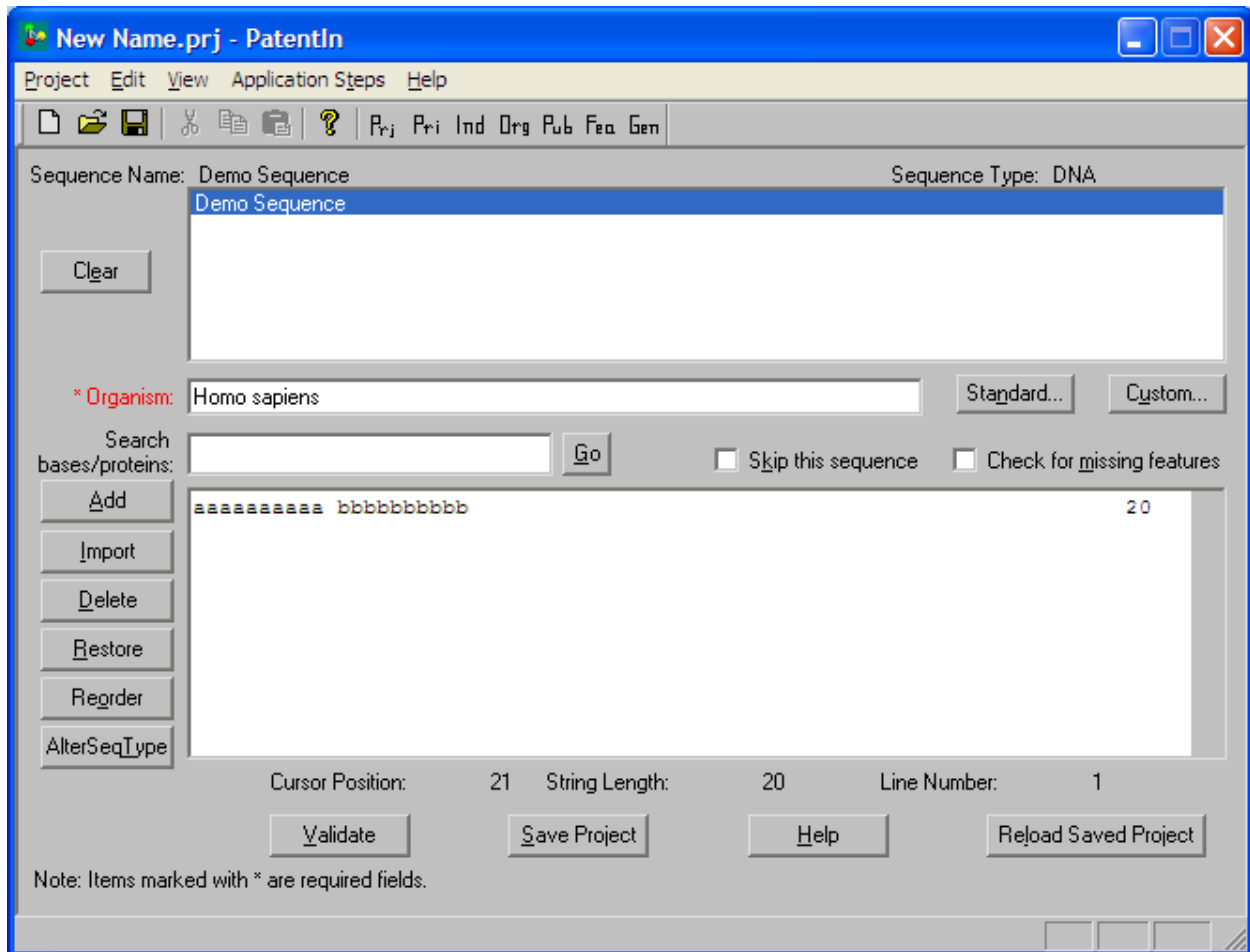 New Name.prj - PatentIn
Project Edit View Application Steps Help
Prj Pri Ind Org Pub Fea Gen
Sequence Name: Demo Sequence Sequence Type: DNA
Demo Sequence
Clear
* Organism: Homo sapiens Standard... Custom...
Search
bases/proteins: Go Skip this sequence Check for missing features
Add
aaaaaaaaaa bbbbbbbbbb 20
Import
Delete
Restore
Reorder
AlterSeqType
Cursor Position: 21 String Length: 20 Line Number: 1
Validate Save Project Help Reload Saved Project
Note: Items marked with * are required fields.